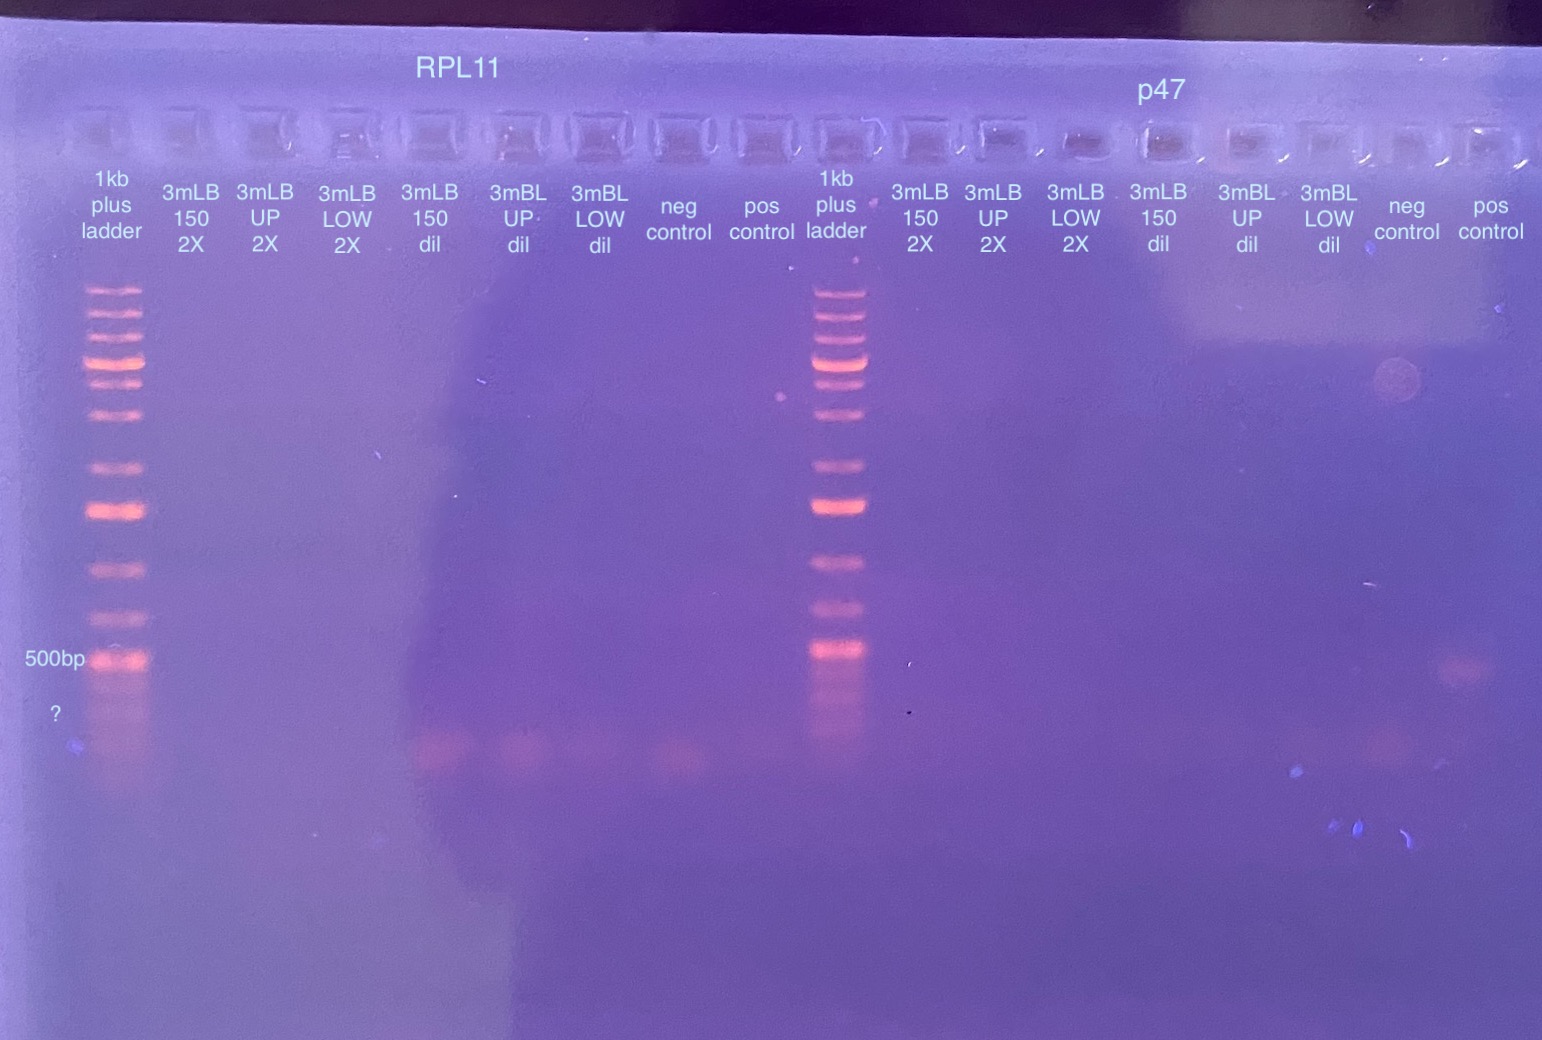 RPL11
p47
1kb
plus
ladder
3mLB
150
2X
3mLB
UP
2X
3mLB
LOW
2X
3mLB
150
dil
3mBL
UP
dil
3mBL
LOW
dil
neg
control
pos
control
1kb
plus
ladder
3mLB
150
2X
3mLB
UP
2X
3mLB
LOW
2X
3mLB
150
dil
3mBL
UP
dil
3mBL
LOW
dil
neg
control
pos
control
500bp
?